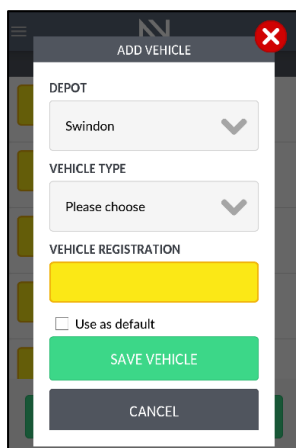 ADD VEHICLE
DEPOT
Swindon
VEHICLE TYPE
Please choose
VEHICLE REGISTRATION
Use as default
SAVE VEHICLE
CANCEL